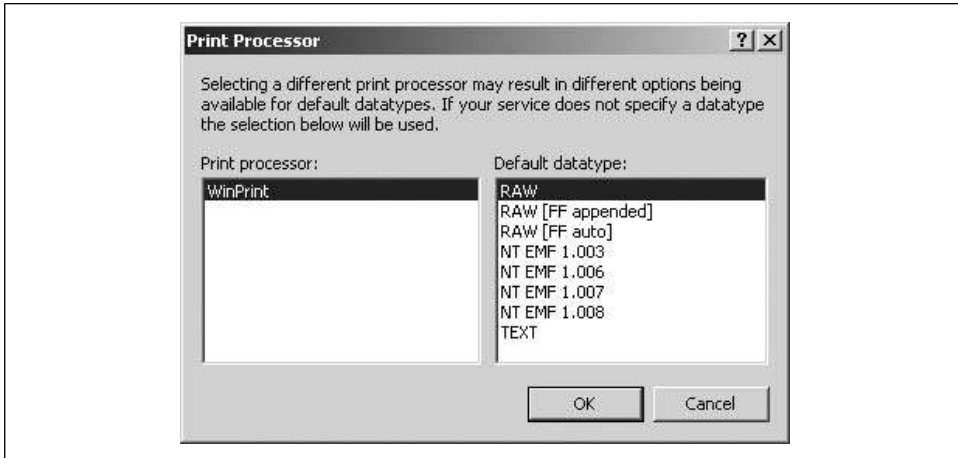 Print Processor
Selecting a different print processor may result in different options being
available for default datatypes. If your service does not specify a datatype
the selection below will be used.
Print processor:
WinPrint
Default datatype:
RAW
RAW [FF appended]
RAW [FF auto]
NT EMF 1.003
NT EMF 1.006
NT EMF 1.007
NT EMF 1.008
TEXT
OK
Cancel